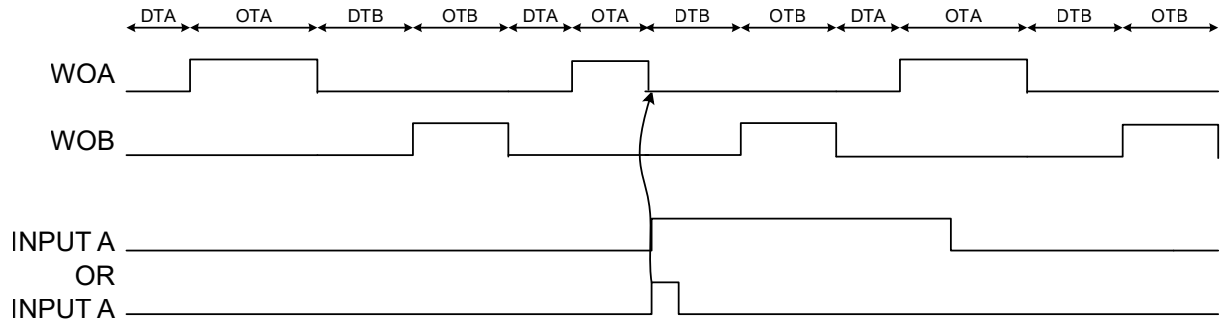 DTA OTA DTB OTB DTA OTA DTB OTB DTA OTA DTB OTB
WOA
WOB
INPUT A
OR
INPUT A